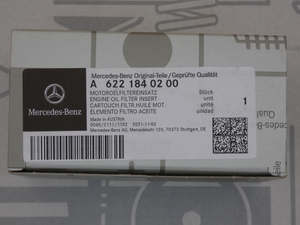 Mercedes-Benz Original-Teile/Geprüfte Qualität
A 622 184 02 00
MOTOROELFILTEREINSATZ Stück
ENGINE OIL FILTER INSERT unit
CARTOUCH.FILTR.HUILE MOT. unité
ELEMENTO FILTRO ACEITE unidad
1
Made in AUSTRIA
Mercedes-Benz AG, Mercedesstr. 120, 70372 Stuttgart, DE
Mercedes-Benz